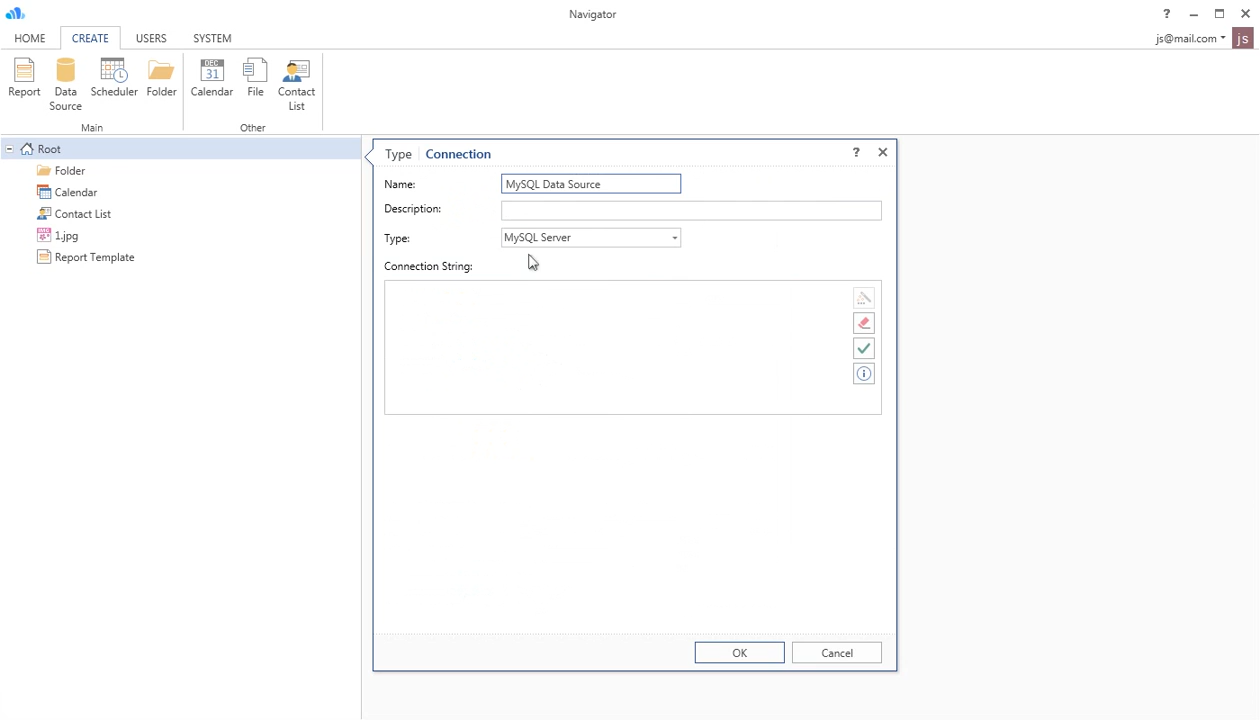 Navigator
?
HOME CREATE USERS SYSTEM
js@mail.com js
Report Data Source Scheduler Folder
Main
DEC 31
Calendar File Contact List
Other
Root
Folder
Calendar
Contact List
1.jpg
Report Template
Type Connection ?
Name: MySQL Data Source
Description:
Type: MySQL Server
Connection String:
OK Cancel